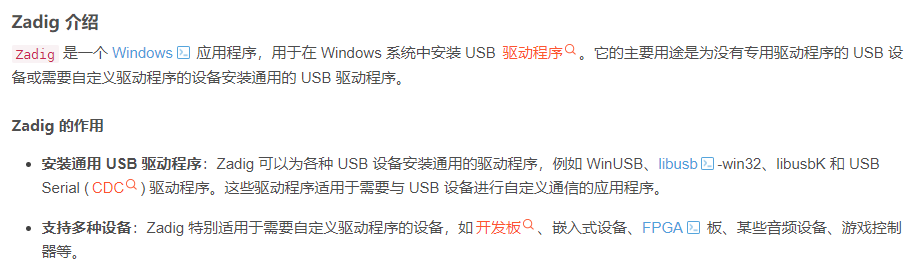 Zadig 介绍
Zadig 是一个 Windows 应用程序，用于在 Windows 系统中安装 USB 驱动程序。它的主要用途是为没有专用驱动程序的 USB 设
备或需要自定义驱动程序的设备安装通用的 USB 驱动程序。
Zadig 的作用
• 安装通用 USB 驱动程序：Zadig 可以为各种 USB 设备安装通用的驱动程序，例如 WinUSB、libusb-win32、libusbK 和 USB
Serial (CDC) 驱动程序。这些驱动程序适用于需要与 USB 设备进行自定义通信的应用程序。
• 支持多种设备：Zadig 特别适用于需要自定义驱动程序的设备，如开发板、嵌入式设备、FPGA 板、某些音频设备、游戏控制
器等。